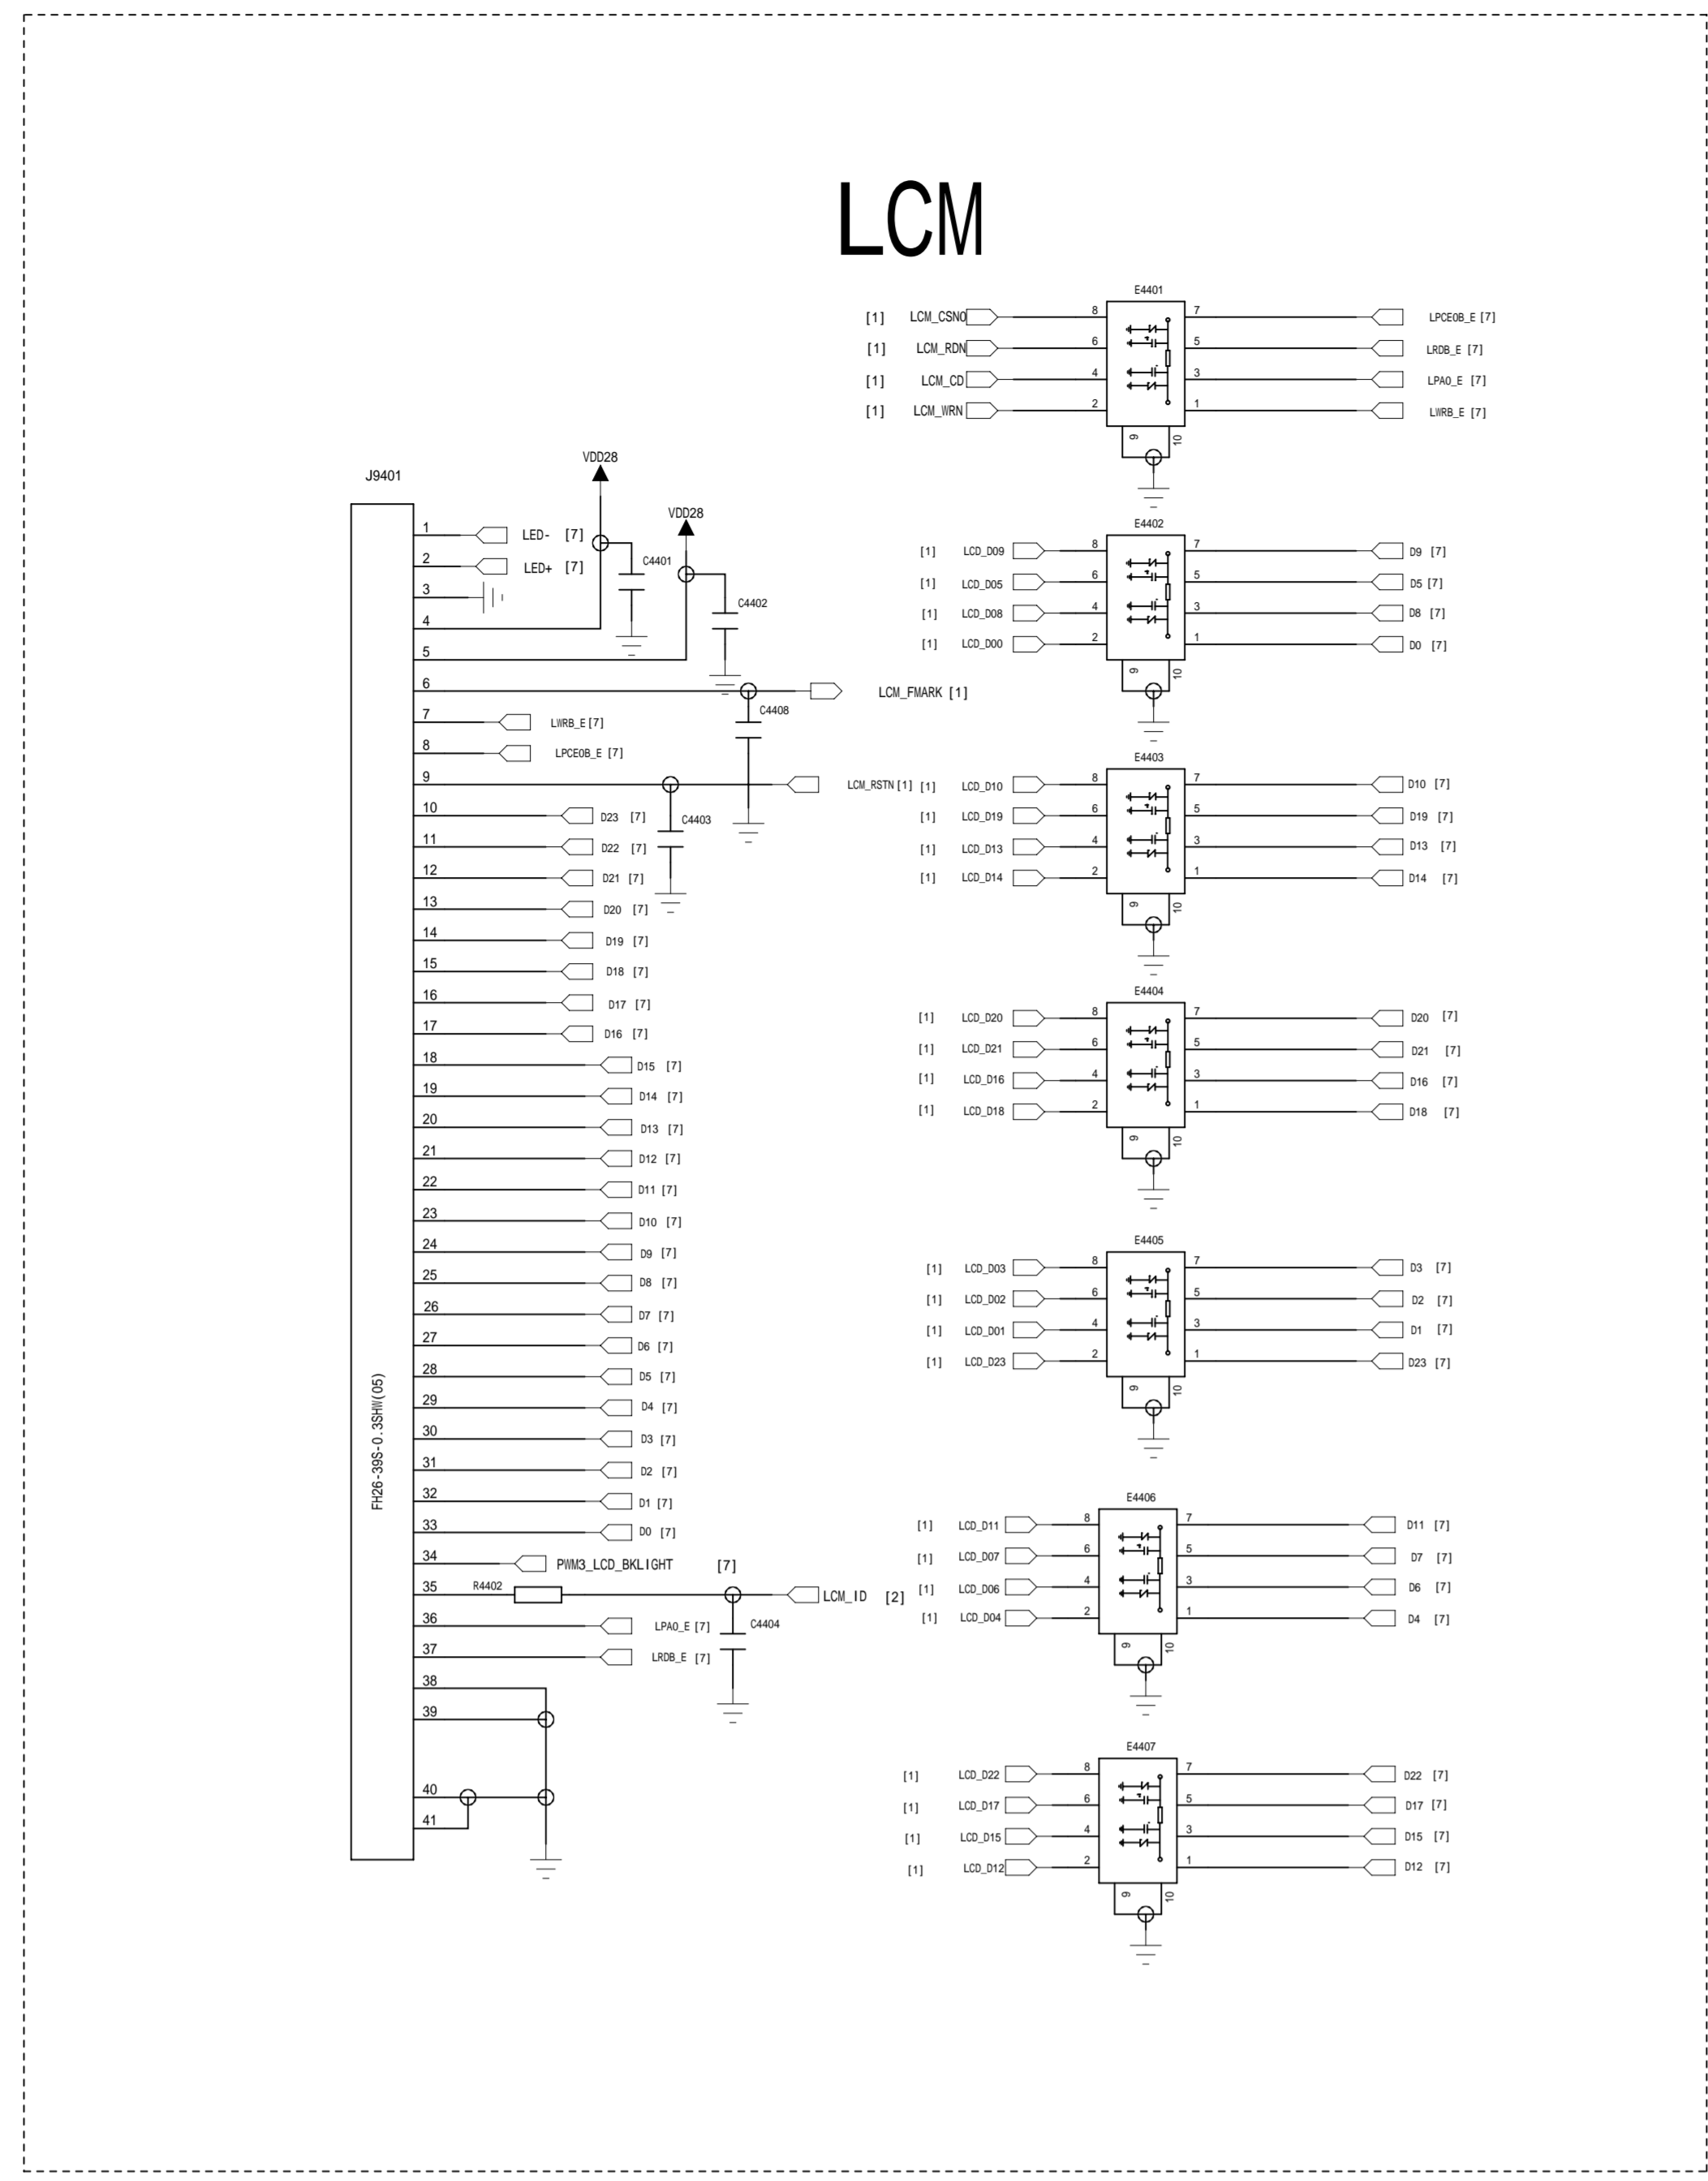 LCM
J9401
FH26-39S-0.3SHW(05)
VDD28
VDD28
C4401
C4402
1 LED- [7]
2 LED+ [7]
3
4
5
6 LCM_FMARK [1]
C4408
7 LWRB_E [7]
8 LPCE0B_E [7]
9 LCM_RSTN [1]
C4403
10 D23 [7]
11 D22 [7]
12 D21 [7]
13 D20 [7]
14 D19 [7]
15 D18 [7]
16 D17 [7]
17 D16 [7]
18 D15 [7]
19 D14 [7]
20 D13 [7]
21 D12 [7]
22 D11 [7]
23 D10 [7]
24 D9 [7]
25 D8 [7]
26 D7 [7]
27 D6 [7]
28 D5 [7]
29 D4 [7]
30 D3 [7]
31 D2 [7]
32 D1 [7]
33 D0 [7]
34 PWM3_LCD_BKLIGHT [7]
35 R4402 LCM_ID [2]
C4404
36 LPA0_E [7]
37 LRDB_E [7]
38
39
40
41
E4401
[1] LCM_CSN0 8 7 LPCE0B_E [7]
[1] LCM_RDN 6 5 LRDB_E [7]
[1] LCM_CD 4 3 LPA0_E [7]
[1] LCM_WRN 2 1 LWRB_E [7]
9 10
E4402
[1] LCD_D09 8 7 D9 [7]
[1] LCD_D05 6 5 D5 [7]
[1] LCD_D08 4 3 D8 [7]
[1] LCD_D00 2 1 D0 [7]
9 10
E4403
[1] LCD_D10 8 7 D10 [7]
[1] LCD_D19 6 5 D19 [7]
[1] LCD_D13 4 3 D13 [7]
[1] LCD_D14 2 1 D14 [7]
9 10
E4404
[1] LCD_D20 8 7 D20 [7]
[1] LCD_D21 6 5 D21 [7]
[1] LCD_D16 4 3 D16 [7]
[1] LCD_D18 2 1 D18 [7]
9 10
E4405
[1] LCD_D03 8 7 D3 [7]
[1] LCD_D02 6 5 D2 [7]
[1] LCD_D01 4 3 D1 [7]
[1] LCD_D23 2 1 D23 [7]
9 10
E4406
[1] LCD_D11 8 7 D11 [7]
[1] LCD_D07 6 5 D7 [7]
[1] LCD_D06 4 3 D6 [7]
[1] LCD_D04 2 1 D4 [7]
9 10
E4407
[1] LCD_D22 8 7 D22 [7]
[1] LCD_D17 6 5 D17 [7]
[1] LCD_D15 4 3 D15 [7]
[1] LCD_D12 2 1 D12 [7]
9 10